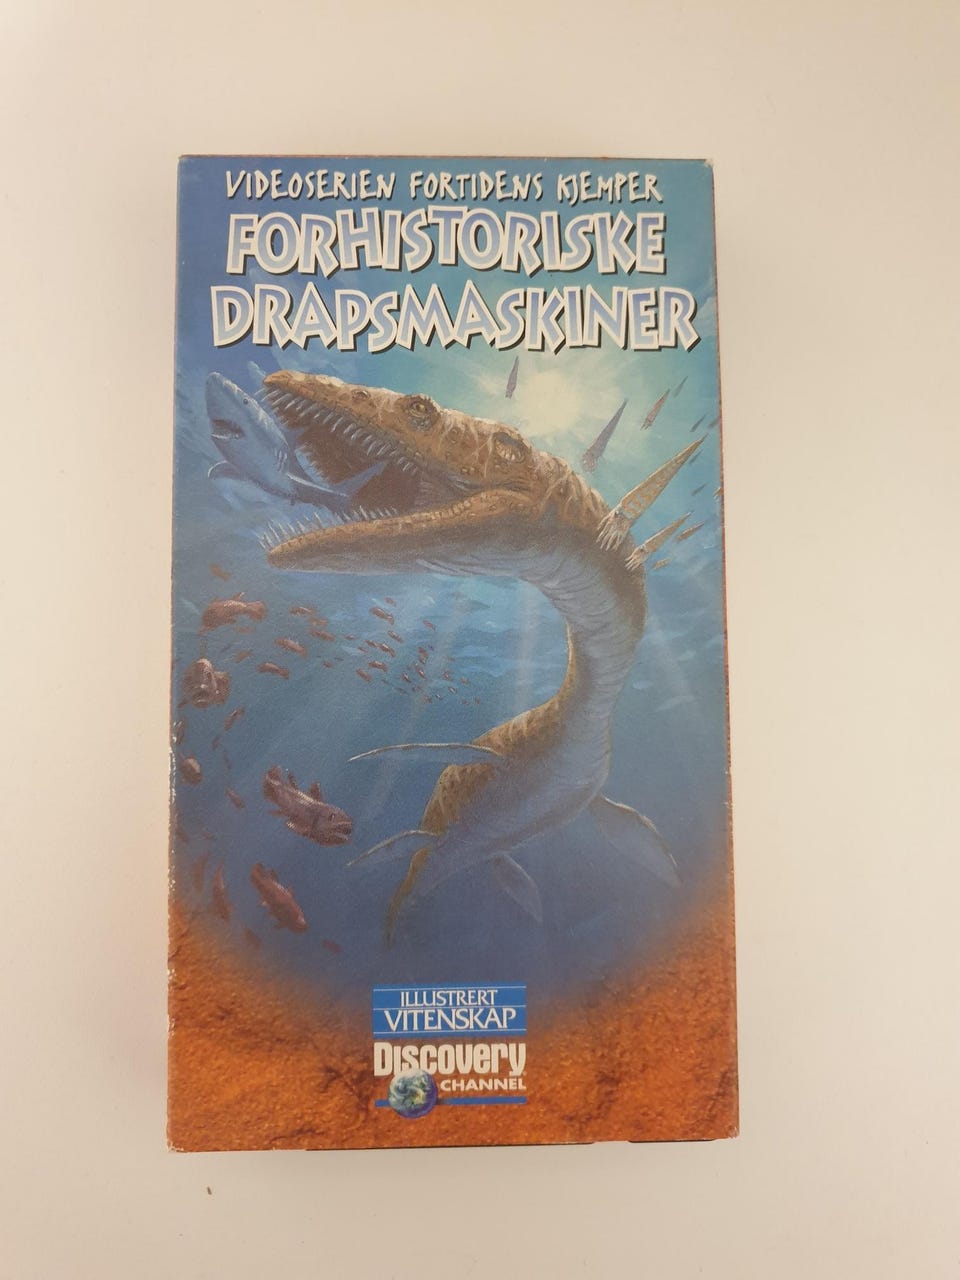 VIDEOSERIEN FORTIDENS KJEMPER
FORHISTORISKE
DRAPSMASKINER
ILLUSTRERT
VITENSKAP
DISCOVERY
CHANNEL